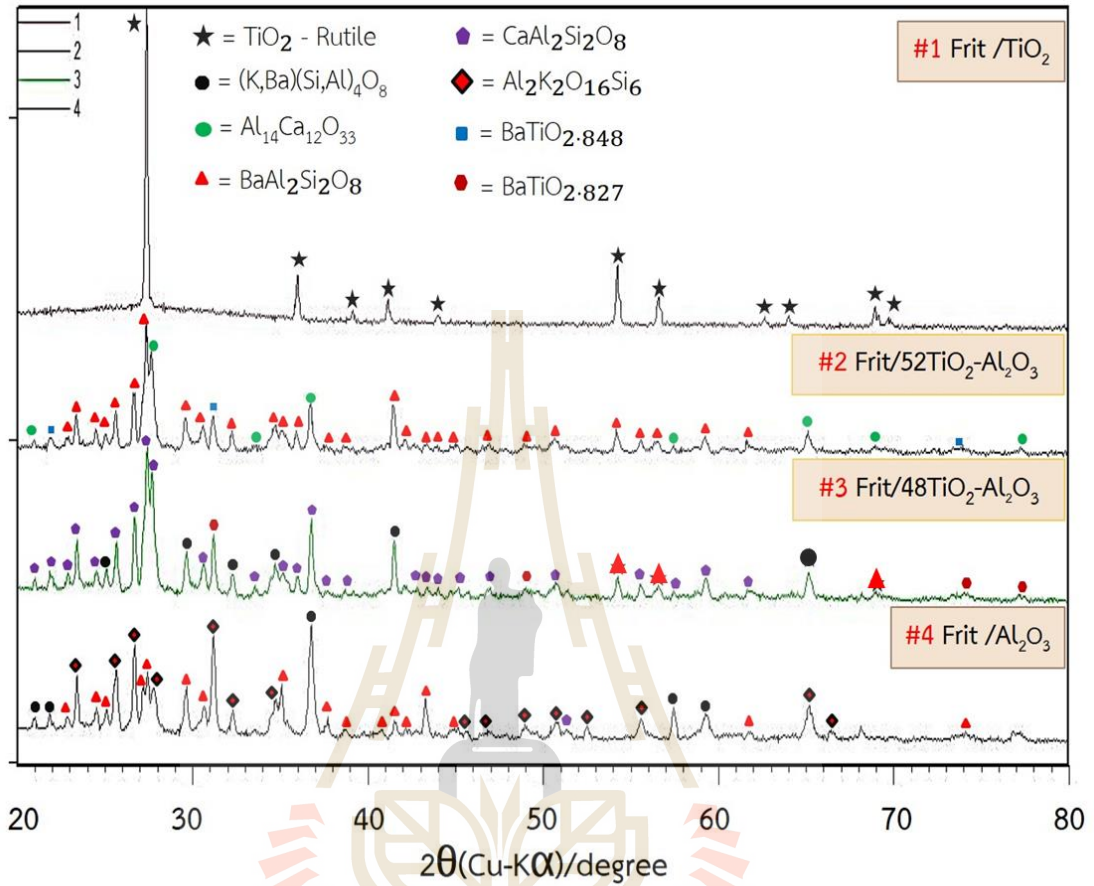 1
2
3
4
★ = TiO₂ - Rutile
● = (K,Ba)(Si,Al)₄O₈
● = Al₁₄Ca₁₂O₃₃
▲ = BaAl₂Si₂O₈
= CaAl₂Si₂O₈
= Al₂K₂O₁₆Si₆
■ = BaTiO₂.₈₄₈
= BaTiO₂.₈₂₇
#1 Frit /TiO₂
#2 Frit/52TiO₂-Al₂O₃
#3 Frit/48TiO₂-Al₂O₃
#4 Frit /Al₂O₃
20 30 40 50 60 70 80
2θ(Cu-Kα)/degree